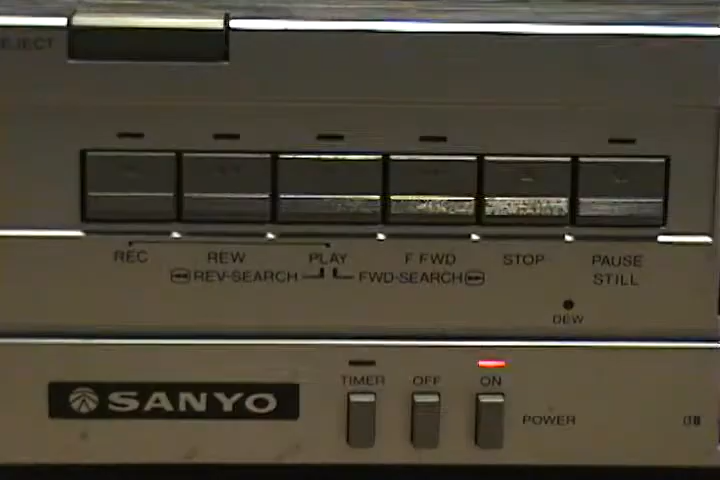 EJECT
REC REW PLAY F FWD STOP PAUSE
REV-SEARCH FWD-SEARCH STILL
DEW
TIMER OFF ON
SANYO
POWER